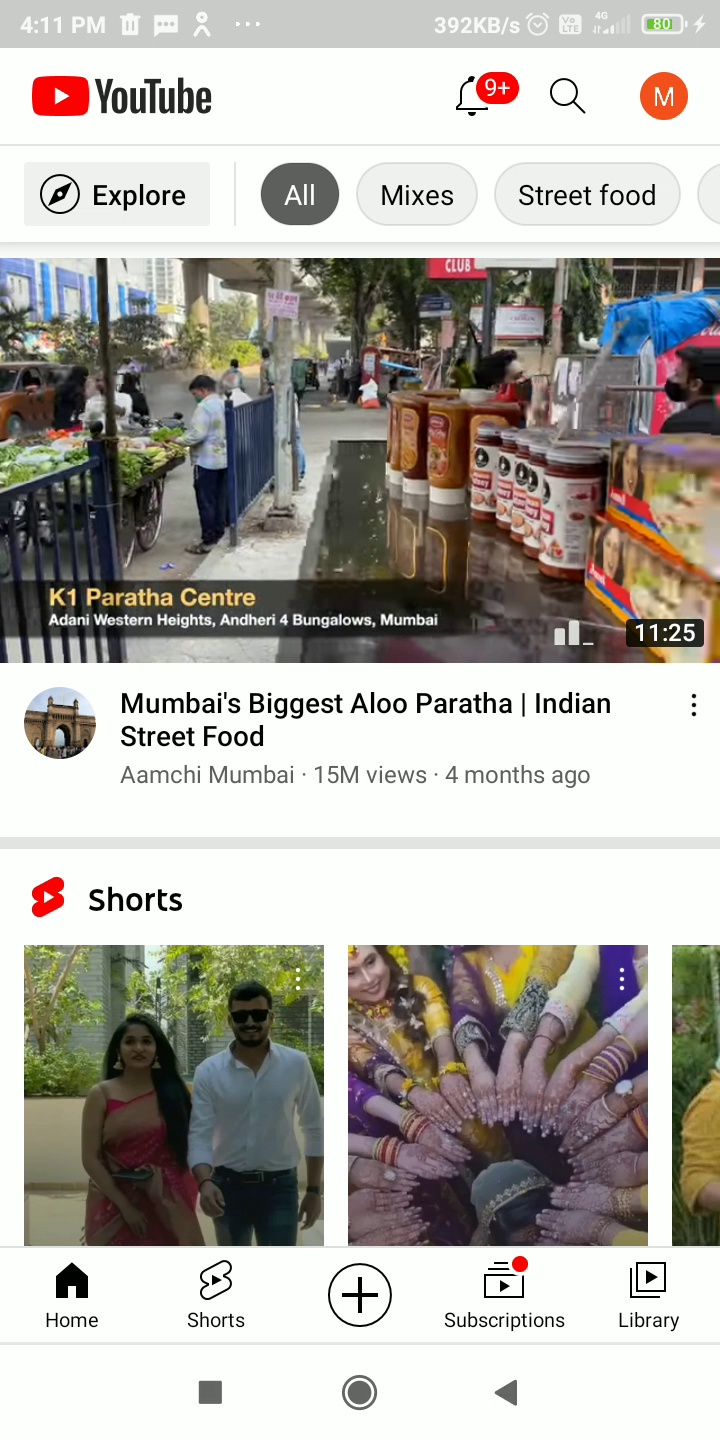 4:11 PM
392KB/s
Vo
LTE
4G
80
YouTube
9+
M
Explore
All
Mixes
Street food
CLUB
K1 Paratha Centre
Adani Western Heights, Andheri 4 Bungalows, Mumbai
11:25
Mumbai's Biggest Aloo Paratha | Indian
Street Food
Aamchi Mumbai · 15M views · 4 months ago
Shorts
Home
Shorts
Subscriptions
Library